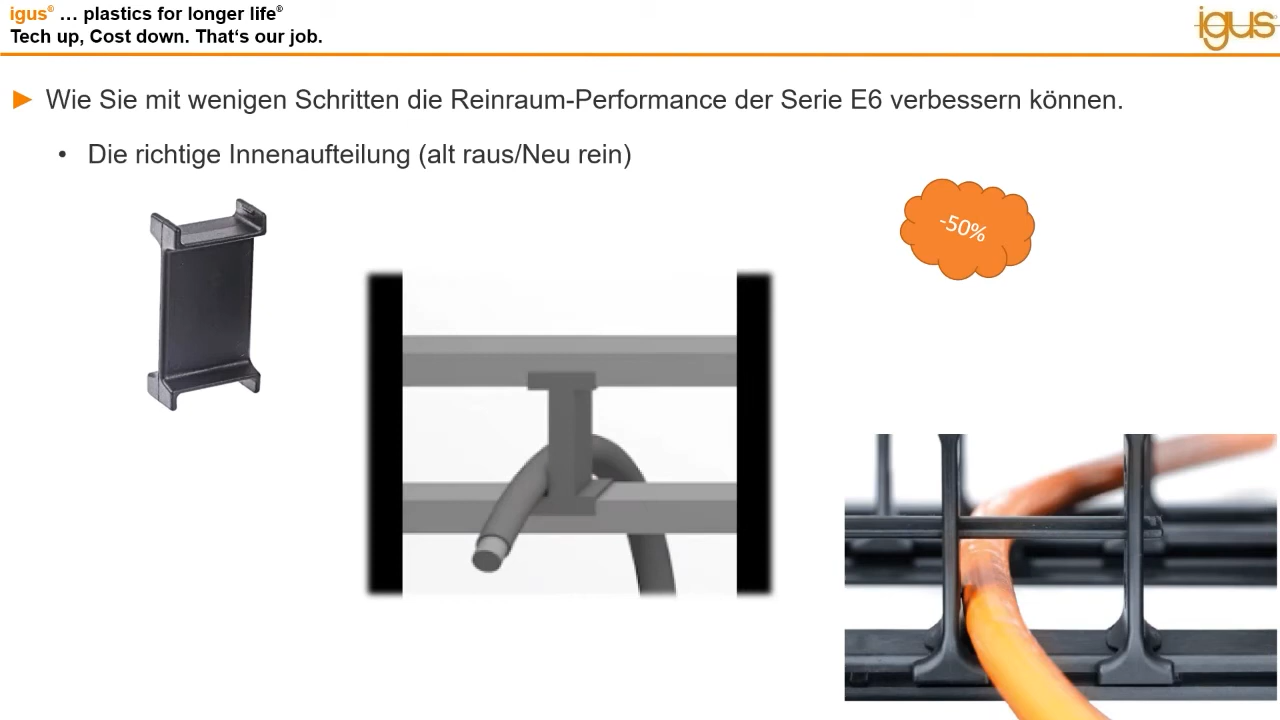 igus® … plastics for longer life®
Tech up, Cost down. That‘s our job.
igus®
► Wie Sie mit wenigen Schritten die Reinraum-Performance der Serie E6 verbessern können.
• Die richtige Innenaufteilung (alt raus/Neu rein)
-50%